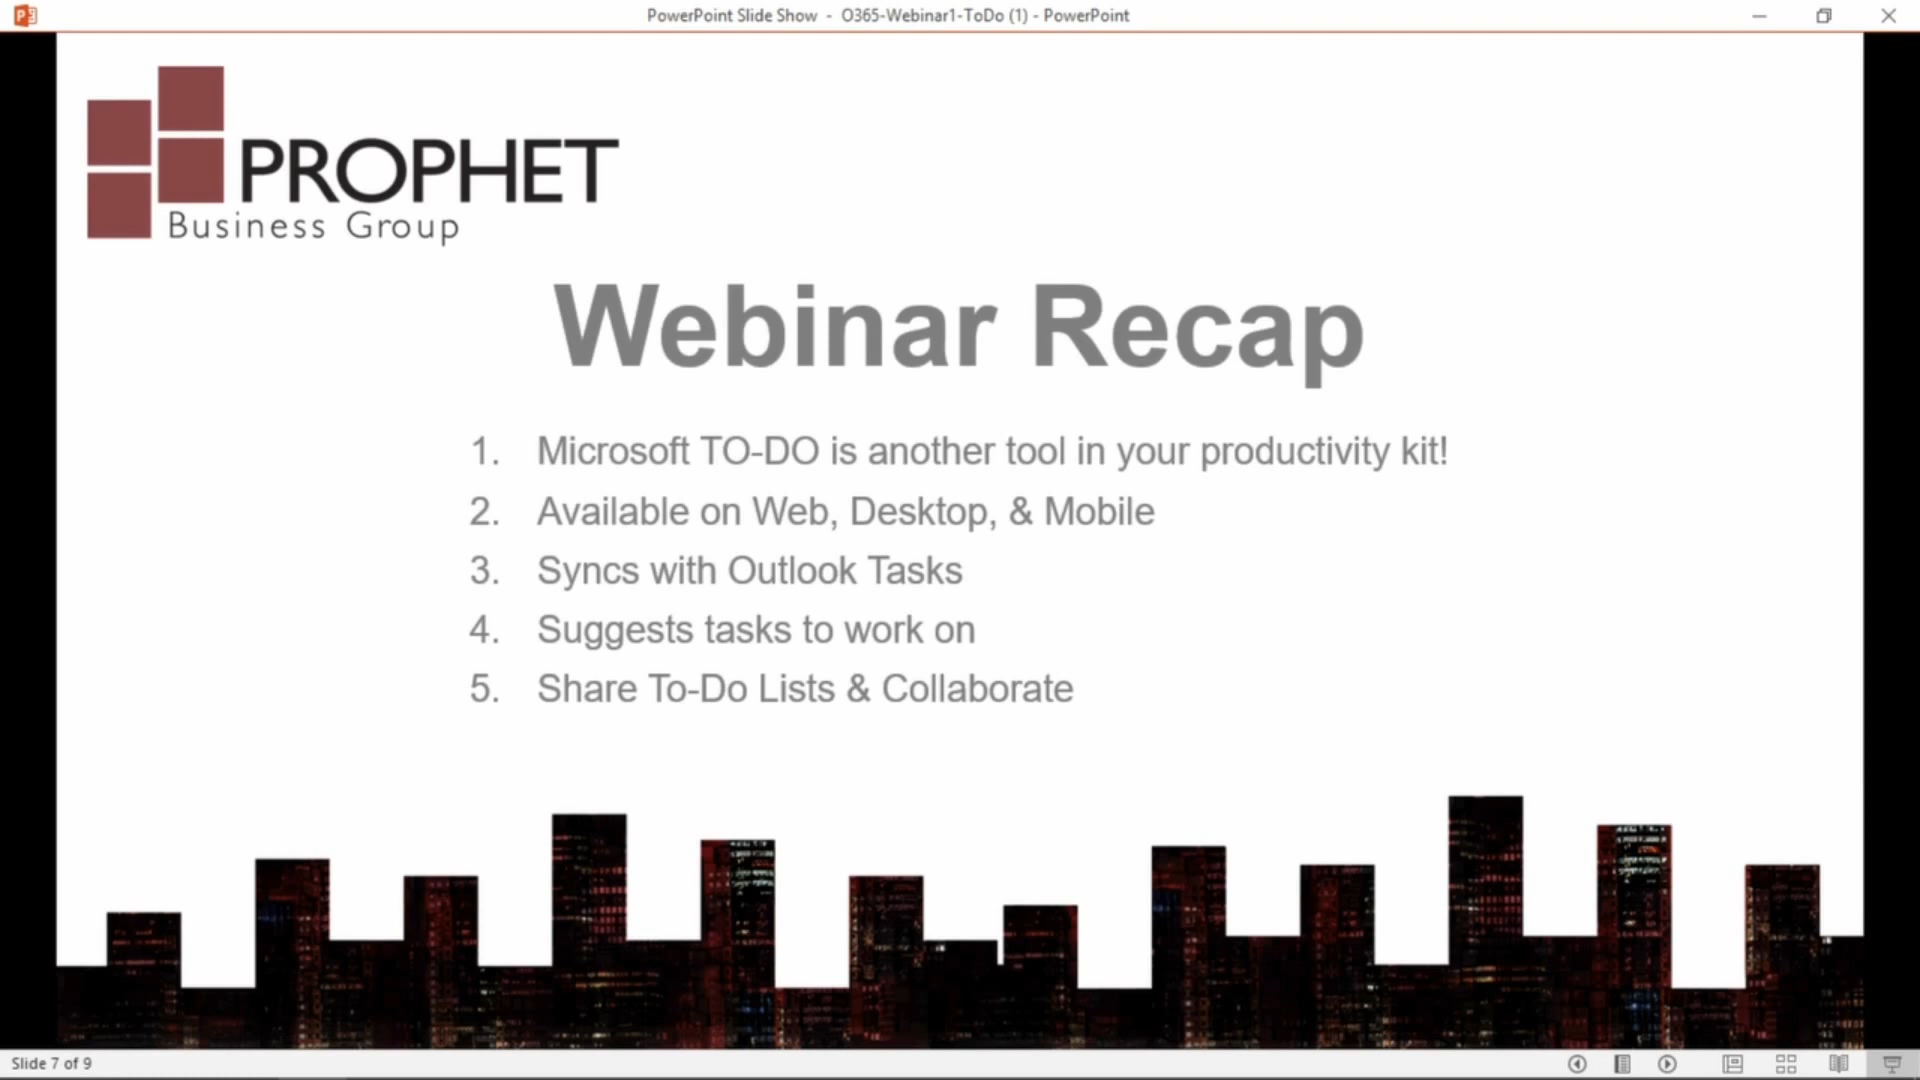 PowerPoint Slide Show - O365-Webinar1-ToDo (1) - PowerPoint
PROPHET
Business Group
Webinar Recap
1. Microsoft TO-DO is another tool in your productivity kit!
2. Available on Web, Desktop, & Mobile
3. Syncs with Outlook Tasks
4. Suggests tasks to work on
5. Share To-Do Lists & Collaborate
Slide 7 of 9